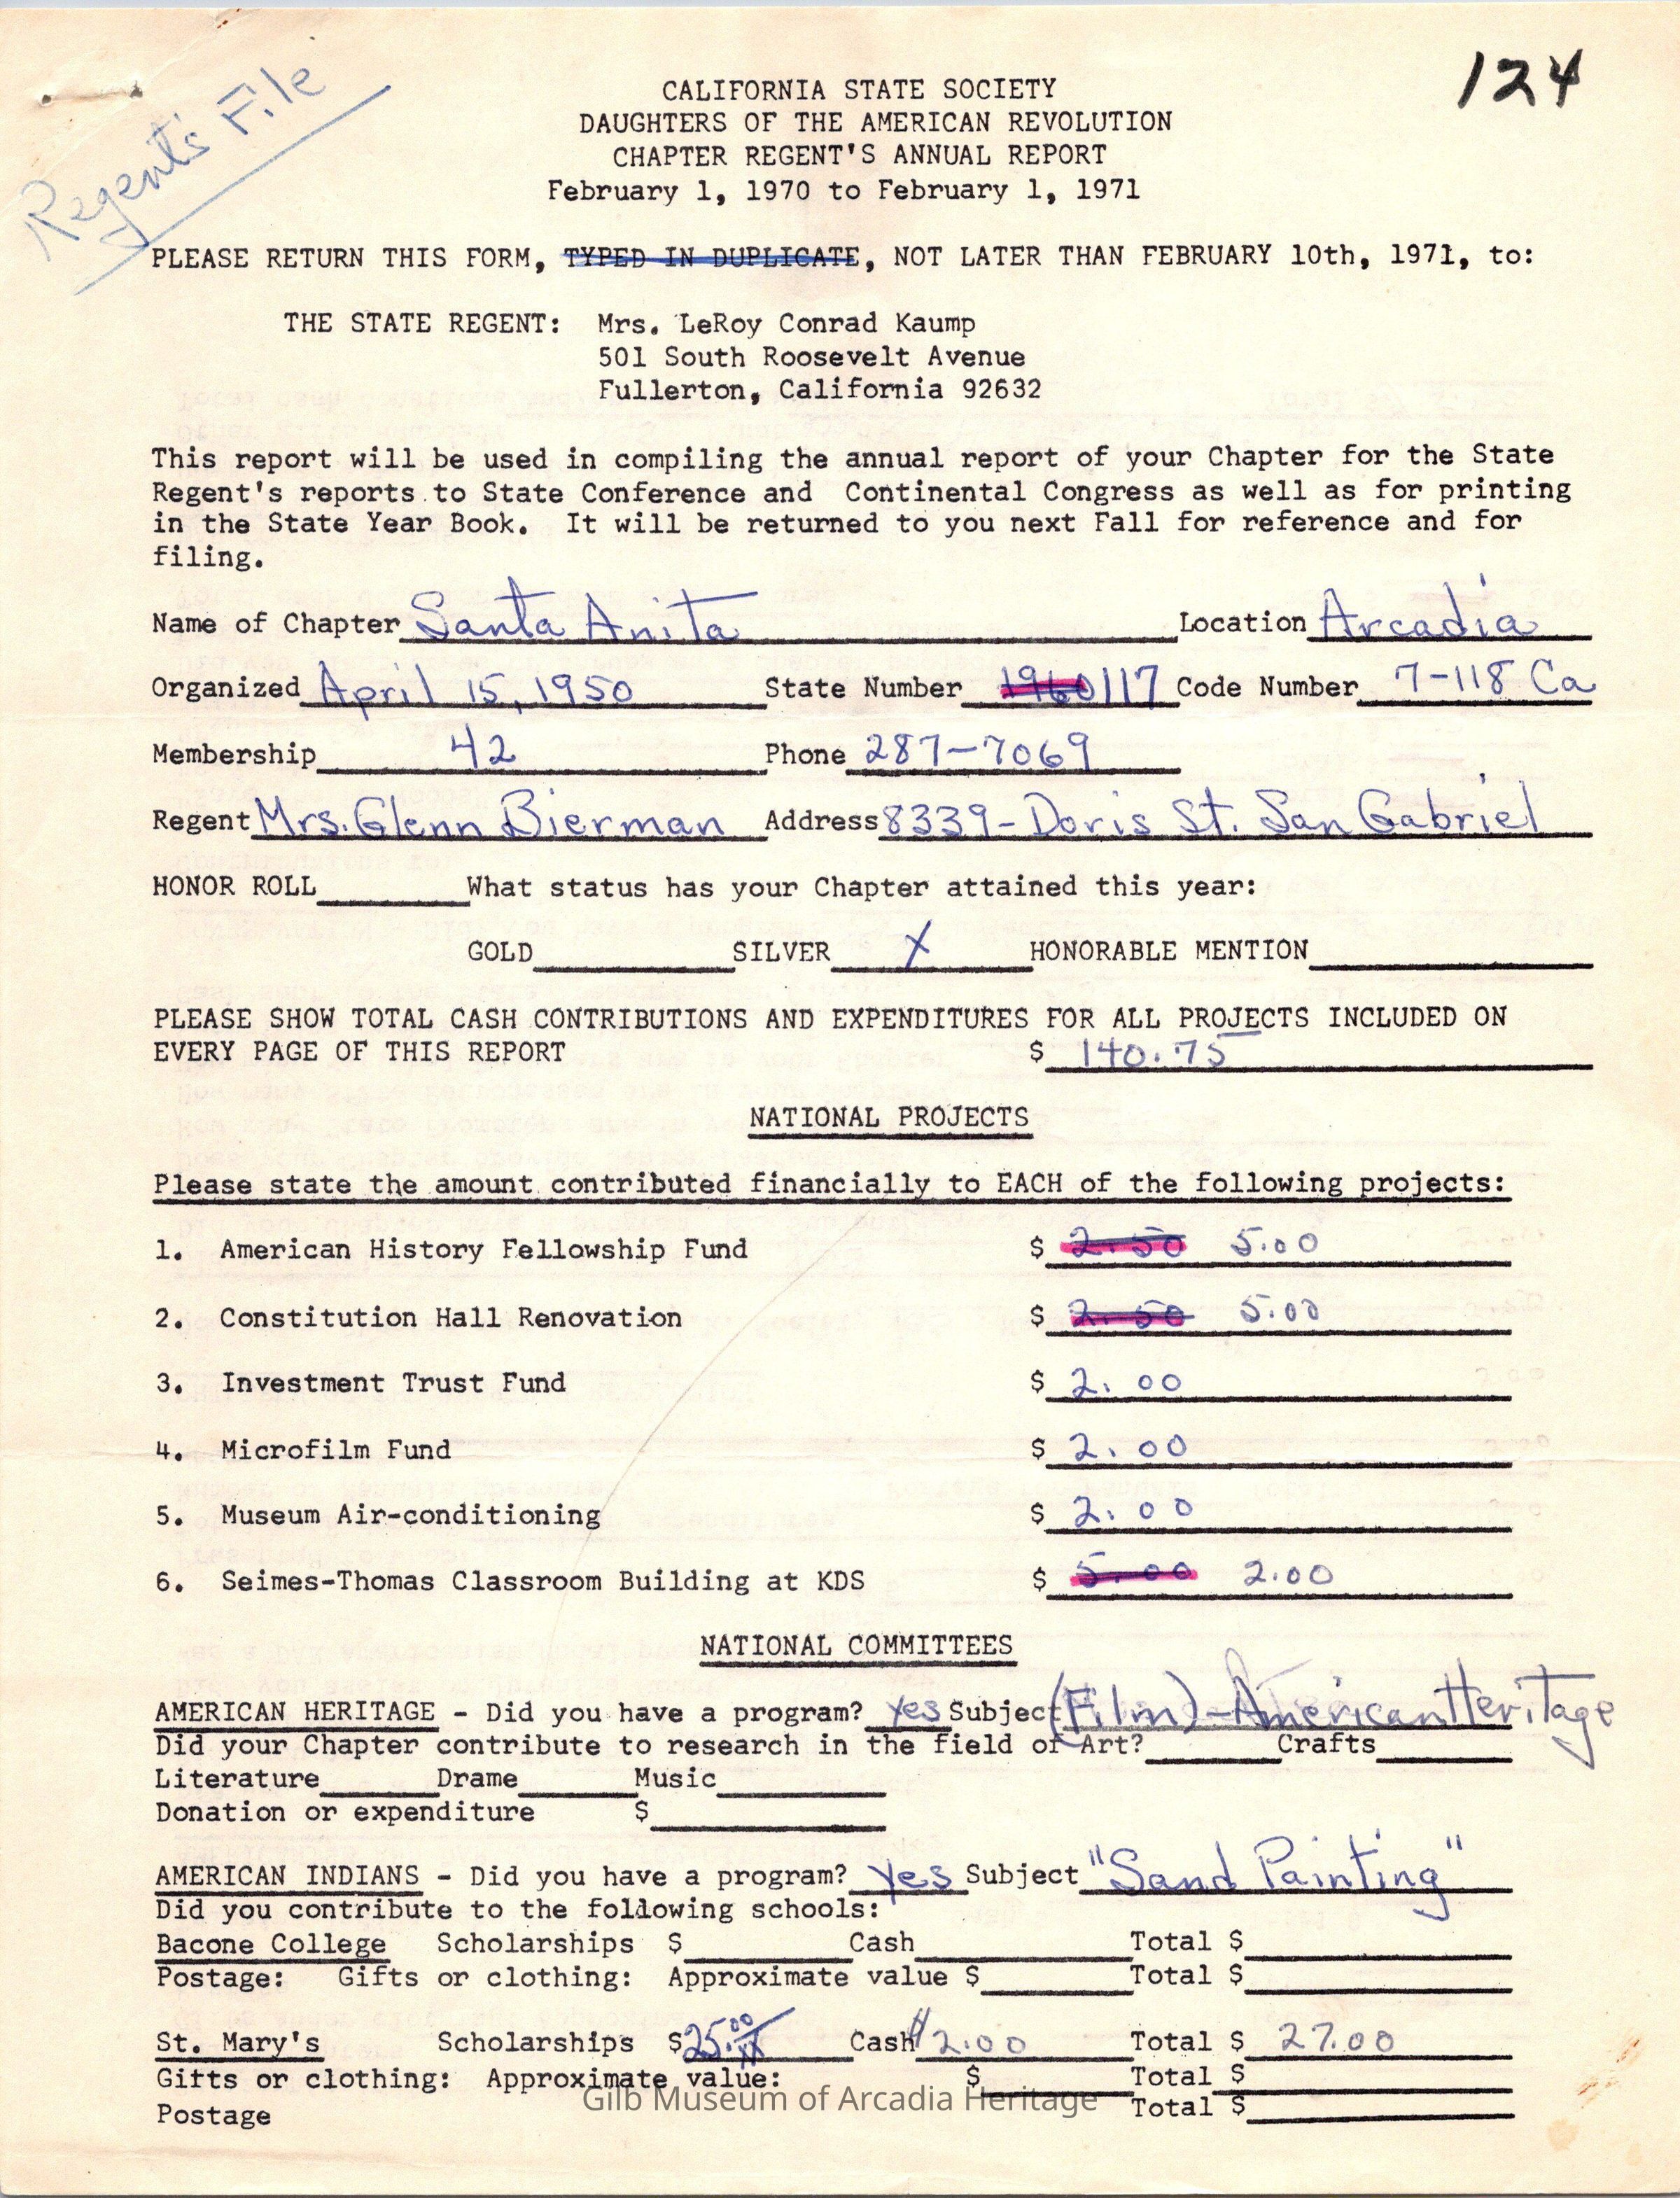 Regent's File
124
CALIFORNIA STATE SOCIETY
DAUGHTERS OF THE AMERICAN REVOLUTION
CHAPTER REGENT'S ANNUAL REPORT
February 1, 1970 to February 1, 1971
PLEASE RETURN THIS FORM, TYPED IN DUPLICATE, NOT LATER THAN FEBRUARY 10th, 1971, to:
THE STATE REGENT: Mrs. LeRoy Conrad Kaump
501 South Roosevelt Avenue
Fullerton, California 92632
This report will be used in compiling the annual report of your Chapter for the State
Regent's reports to State Conference and Continental Congress as well as for printing
in the State Year Book. It will be returned to you next Fall for reference and for
filing.
Name of Chapter Santa Anita Location Arcadia
Organized April 15, 1950 State Number 1960 117 Code Number 7-118 Ca
Membership 42 Phone 287-7069
Regent Mrs. Glenn Bierman Address 8339-Doris St. San Gabriel
HONOR ROLL What status has your Chapter attained this year:
GOLD SILVER X HONORABLE MENTION
PLEASE SHOW TOTAL CASH CONTRIBUTIONS AND EXPENDITURES FOR ALL PROJECTS INCLUDED ON
EVERY PAGE OF THIS REPORT $ 140.75
NATIONAL PROJECTS
Please state the amount contributed financially to EACH of the following projects:
1. American History Fellowship Fund $ 2.50 5.00
2. Constitution Hall Renovation $ 2.50 5.00
3. Investment Trust Fund $ 2.00
4. Microfilm Fund $ 2.00
5. Museum Air-conditioning $ 2.00
6. Seimes-Thomas Classroom Building at KDS $ 5.00 2.00
NATIONAL COMMITTEES
AMERICAN HERITAGE - Did you have a program? Yes Subject (Film)-American Heritage
Did your Chapter contribute to research in the field of Art? Crafts
Literature Drame Music
Donation or expenditure $
AMERICAN INDIANS - Did you have a program? Yes Subject "Sand Painting"
Did you contribute to the following schools:
Bacone College Scholarships $ Cash Total $
Postage: Gifts or clothing: Approximate value $ Total $
St. Mary's Scholarships $ 25.00 Cash $ 2.00 Total $ 27.00
Gifts or clothing: Approximate value: $ Total $
Postage Total $
Gilb Museum of Arcadia Heritage